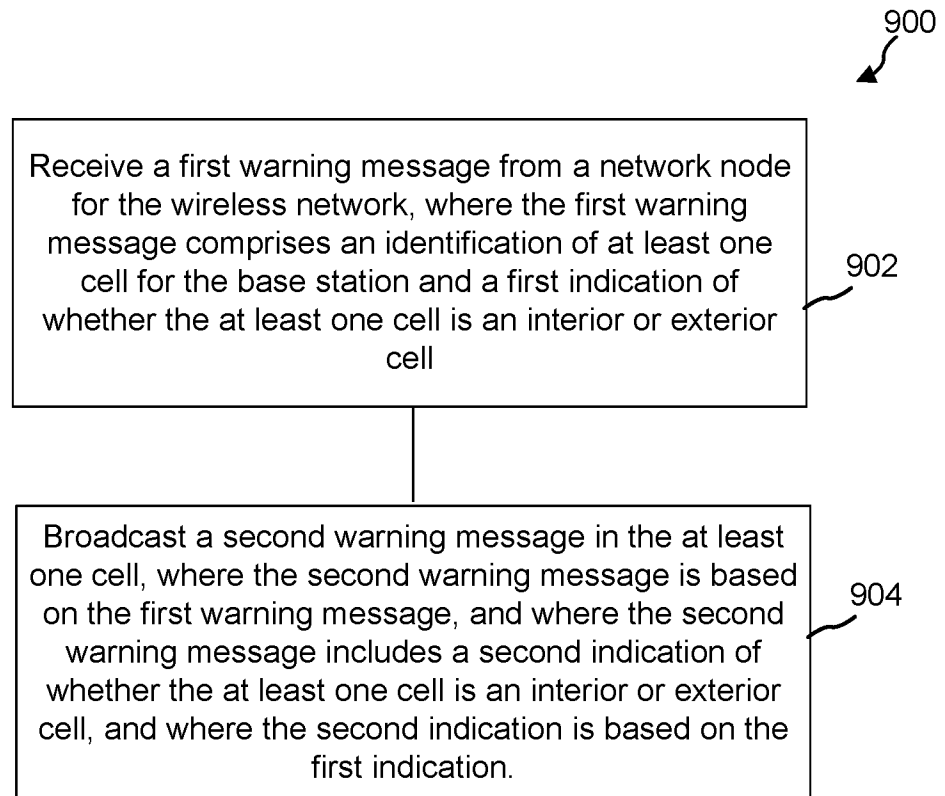 900
Receive a first warning message from a network node
for the wireless network, where the first warning
message comprises an identification of at least one
cell for the base station and a first indication of
whether the at least one cell is an interior or exterior
cell
902
Broadcast a second warning message in the at least
one cell, where the second warning message is based
on the first warning message, and where the second
warning message includes a second indication of
whether the at least one cell is an interior or exterior
cell, and where the second indication is based on the
first indication.
904